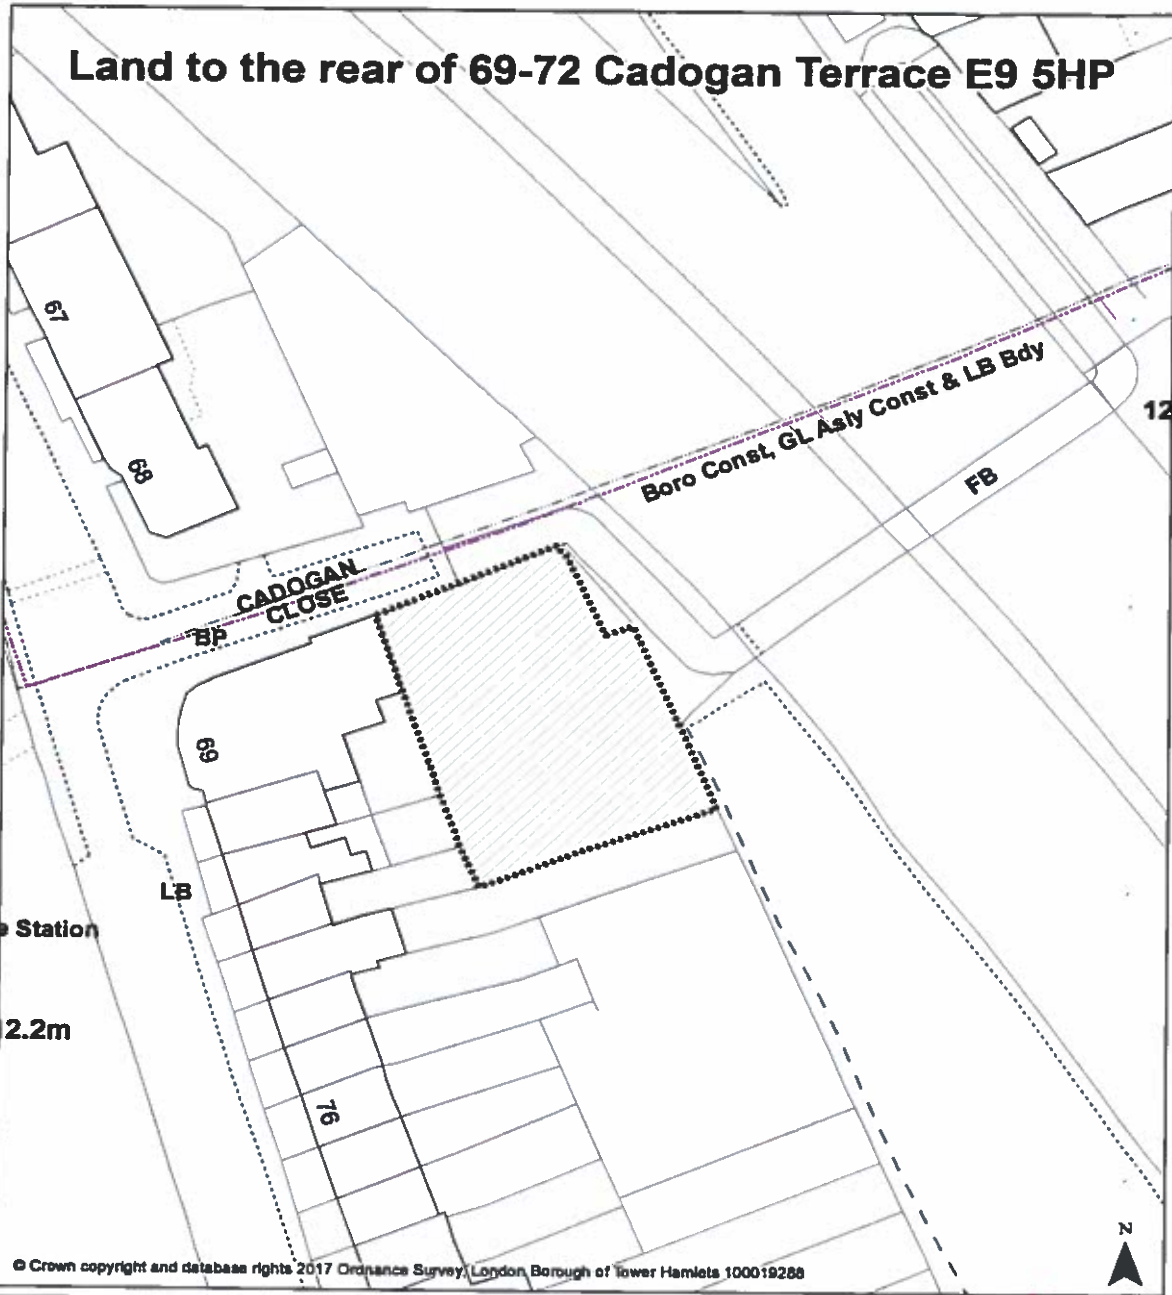 Land to the rear of 69-72 Cadogan Terrace E9 5HP
67
68
Boro Const, GL Asly Const & LB Bdy
12
FB
CADOGAN
CLOSE
BP
69
LB
e Station
2.2m
76
N
© Crown copyright and database rights 2017 Ordnance Survey, London Borough of Tower Hamlets 100019288